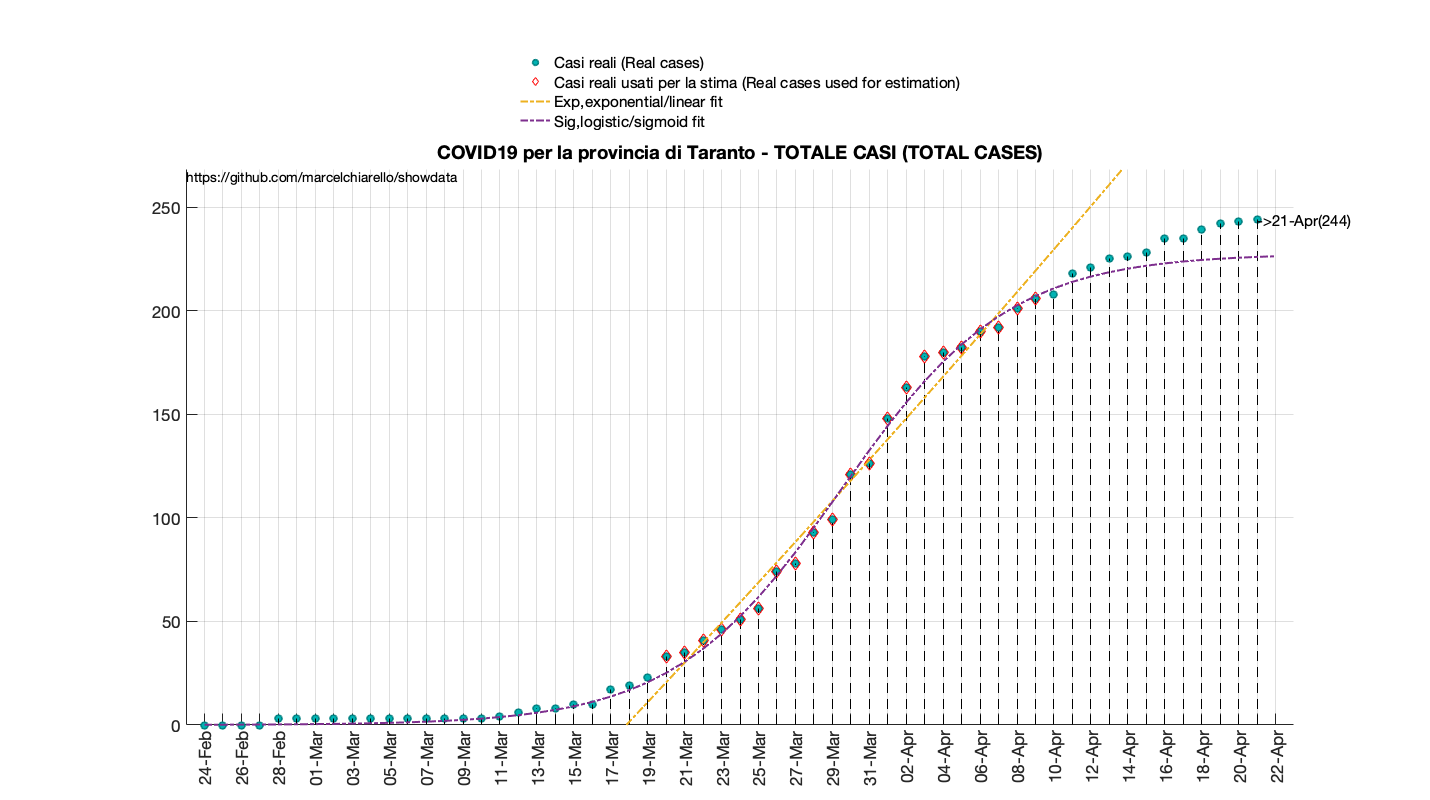 Casi reali (Real cases)
Casi reali usati per la stima (Real cases used for estimation)
Exp,exponential/linear fit
Sig,logistic/sigmoid fit
COVID19 per la provincia di Taranto - TOTALE CASI (TOTAL CASES)
https://github.com/marcelchiarello/showdata
250
->21-Apr(244)
200
150
100
50
0
24-Feb
26-Feb
28-Feb
01-Mar
03-Mar
05-Mar
07-Mar
09-Mar
11-Mar
13-Mar
15-Mar
17-Mar
19-Mar
21-Mar
23-Mar
25-Mar
27-Mar
29-Mar
31-Mar
02-Apr
04-Apr
06-Apr
08-Apr
10-Apr
12-Apr
14-Apr
16-Apr
18-Apr
20-Apr
22-Apr